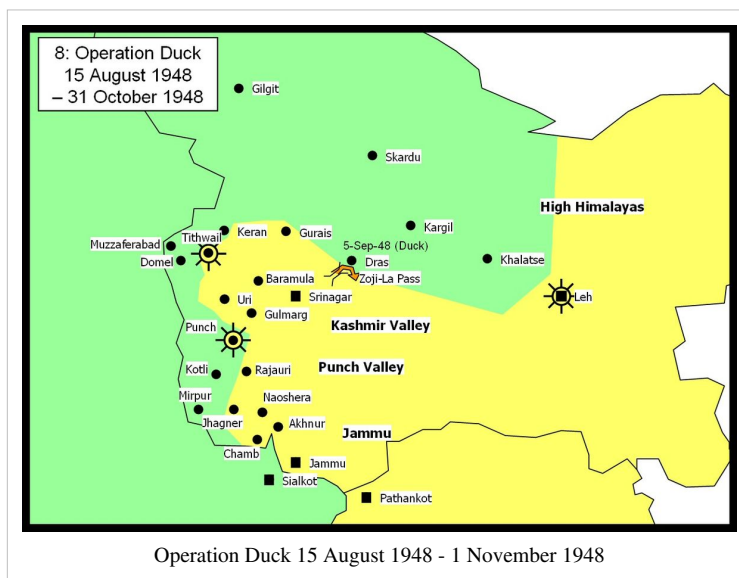 8: Operation Duck
15 August 1948
– 31 October 1948
Gilgit
Skardu
High Himalayas
Kargil
Keran
Gurais
Tithwail
5-Sep-48 (Duck)
Muzzaferabad
Domel
Dras
Khalatse
Zoji-La Pass
Baramula
Srinagar
Leh
Uri
Gulmarg
Kashmir Valley
Punch
Punch Valley
Kotli
Rajauri
Mirpur
Naoshera
Jhagner
Akhnur
Jammu
Chamb
Jammu
Sialkot
Pathankot
Operation Duck 15 August 1948 - 1 November 1948